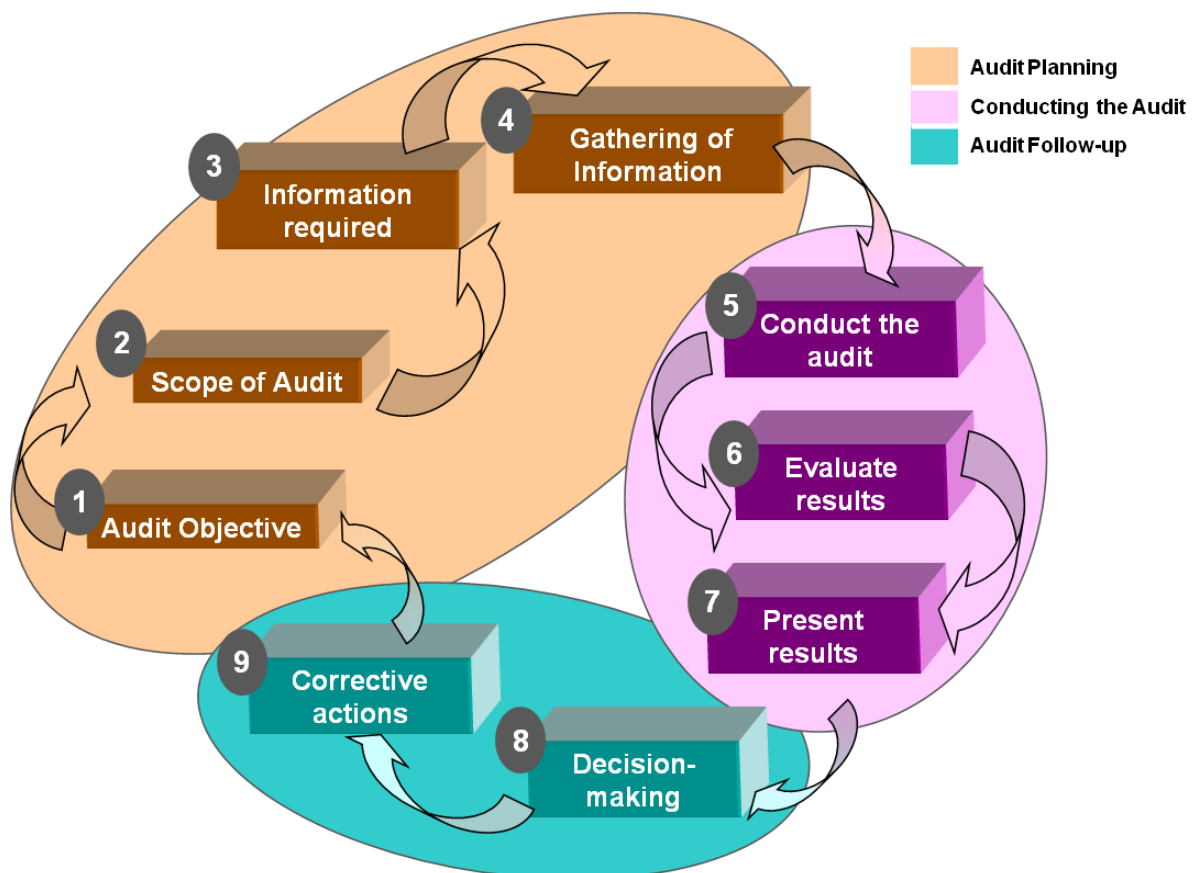 Audit Planning
Conducting the Audit
Audit Follow-up
1
Audit Objective
2
Scope of Audit
3
Information
required
4
Gathering of
Information
5
Conduct the
audit
6
Evaluate
results
7
Present
results
8
Decision-
making
9
Corrective
actions